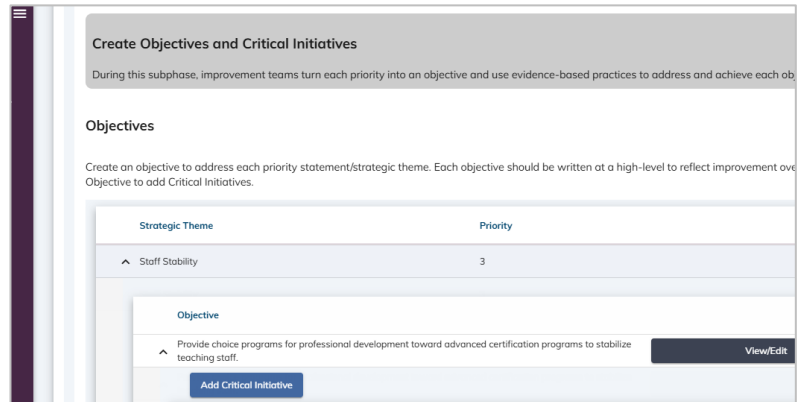 Create Objectives and Critical Initiatives
During this subphase, improvement teams turn each priority into an objective and use evidence-based practices to address and achieve each obj
Objectives
Create an objective to address each priority statement/strategic theme. Each objective should be written at a high-level to reflect improvement ove
Objective to add Critical Initiatives.
Strategic Theme Priority
Staff Stability 3
Objective
Provide choice programs for professional development toward advanced certification programs to stabilize
teaching staff.
View/Edit
Add Critical Initiative